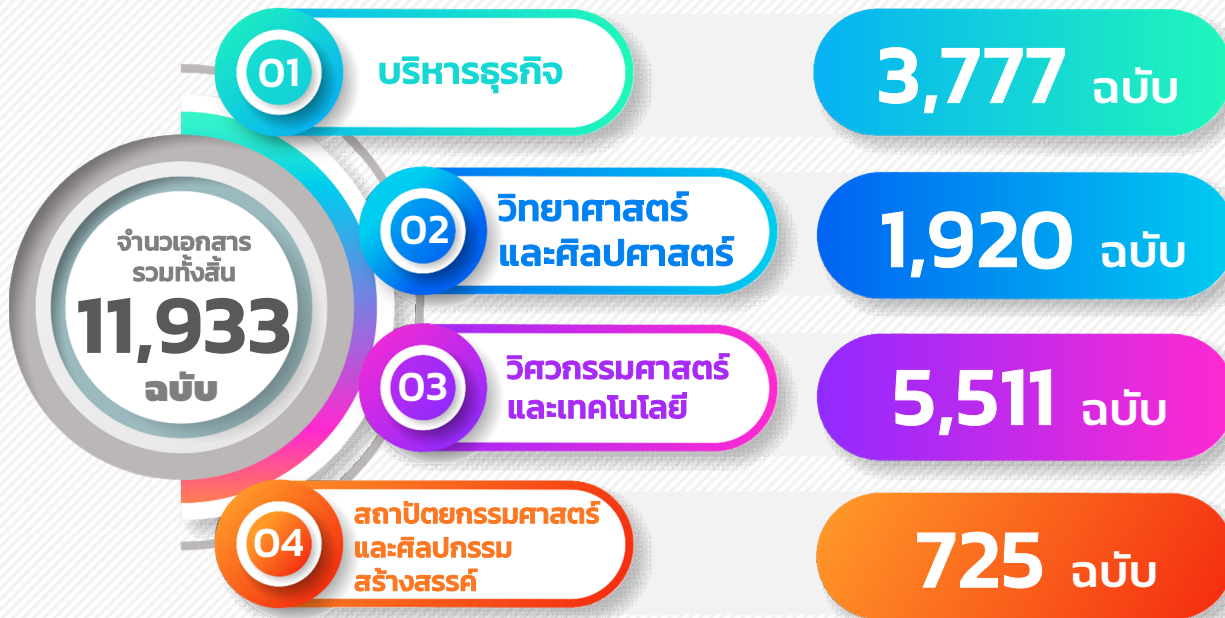 จำนวนเอกสาร
รวมทั้งสิ้น
11,933
ฉบับ
01
บริหารธุรกิจ
3,777 ฉบับ
02
วิทยาศาสตร์
และศิลปศาสตร์
1,920 ฉบับ
03
วิศวกรรมศาสตร์
และเทคโนโลยี
5,511 ฉบับ
04
สถาปัตยกรรมศาสตร์
และศิลปกรรม
สร้างสรรค์
725 ฉบับ